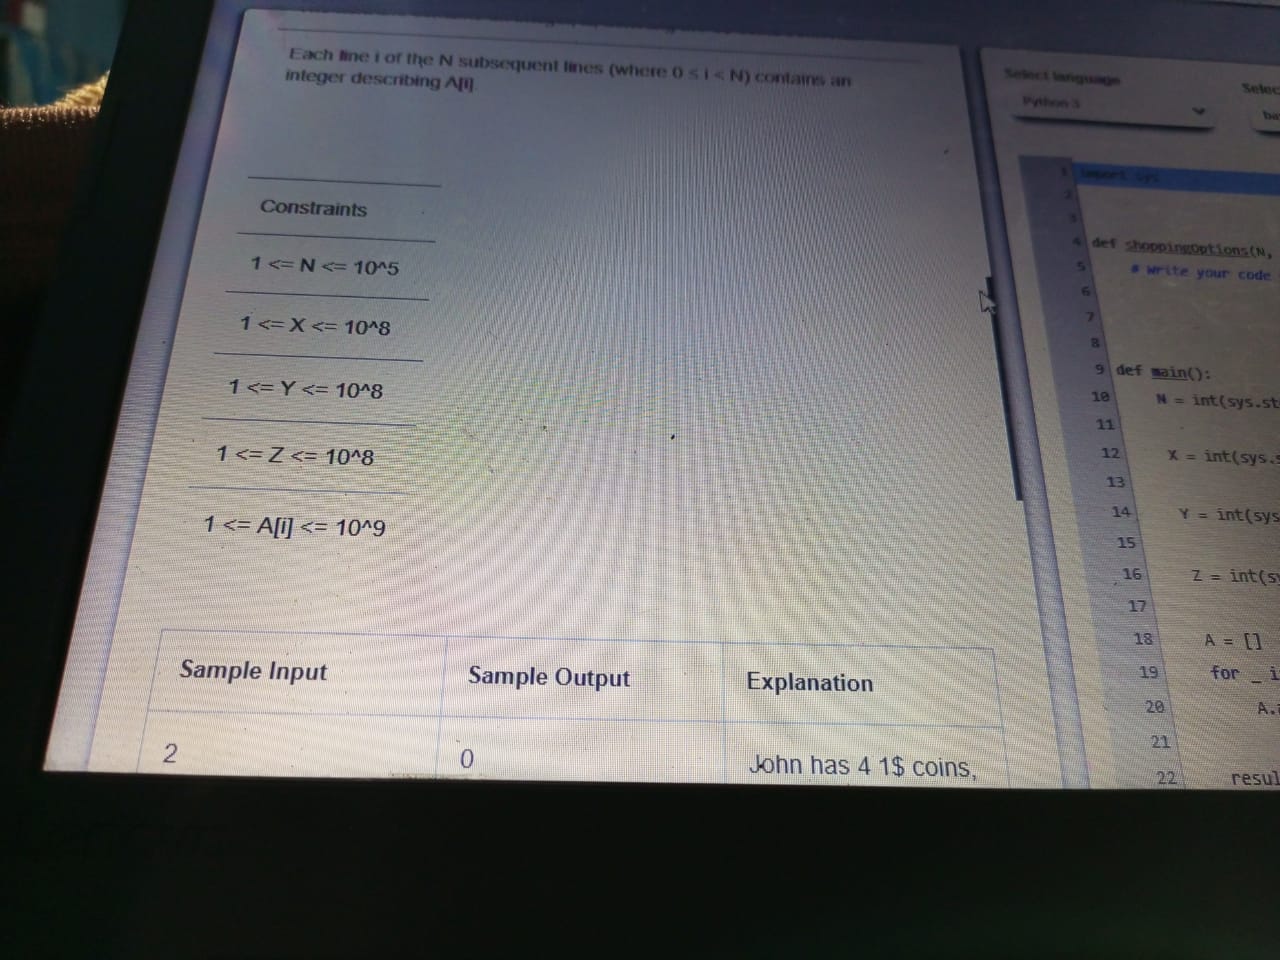 Each line i of the N subsequent lines (where 0 ≤ i < N) contains an
integer describing A[i]
Constraints
1 <= N <= 10^5
1 <= X <= 10^8
1 <= Y <= 10^8
1 <= Z <= 10^8
1 <= A[i] <= 10^9
Sample Input Sample Output Explanation
2 0 John has 4 1$ coins,
Select language
Selec
Python 3
ba
1 import sys
2
3
4 def shoppingOptions(N,
5 # Write your code
6
7
8
9 def main():
10 N = int(sys.st
11
12 X = int(sys.s
13
14 Y = int(sys
15
16 Z = int(sy
17
18 A = []
19 for _ i
20 A.
21
22 resul